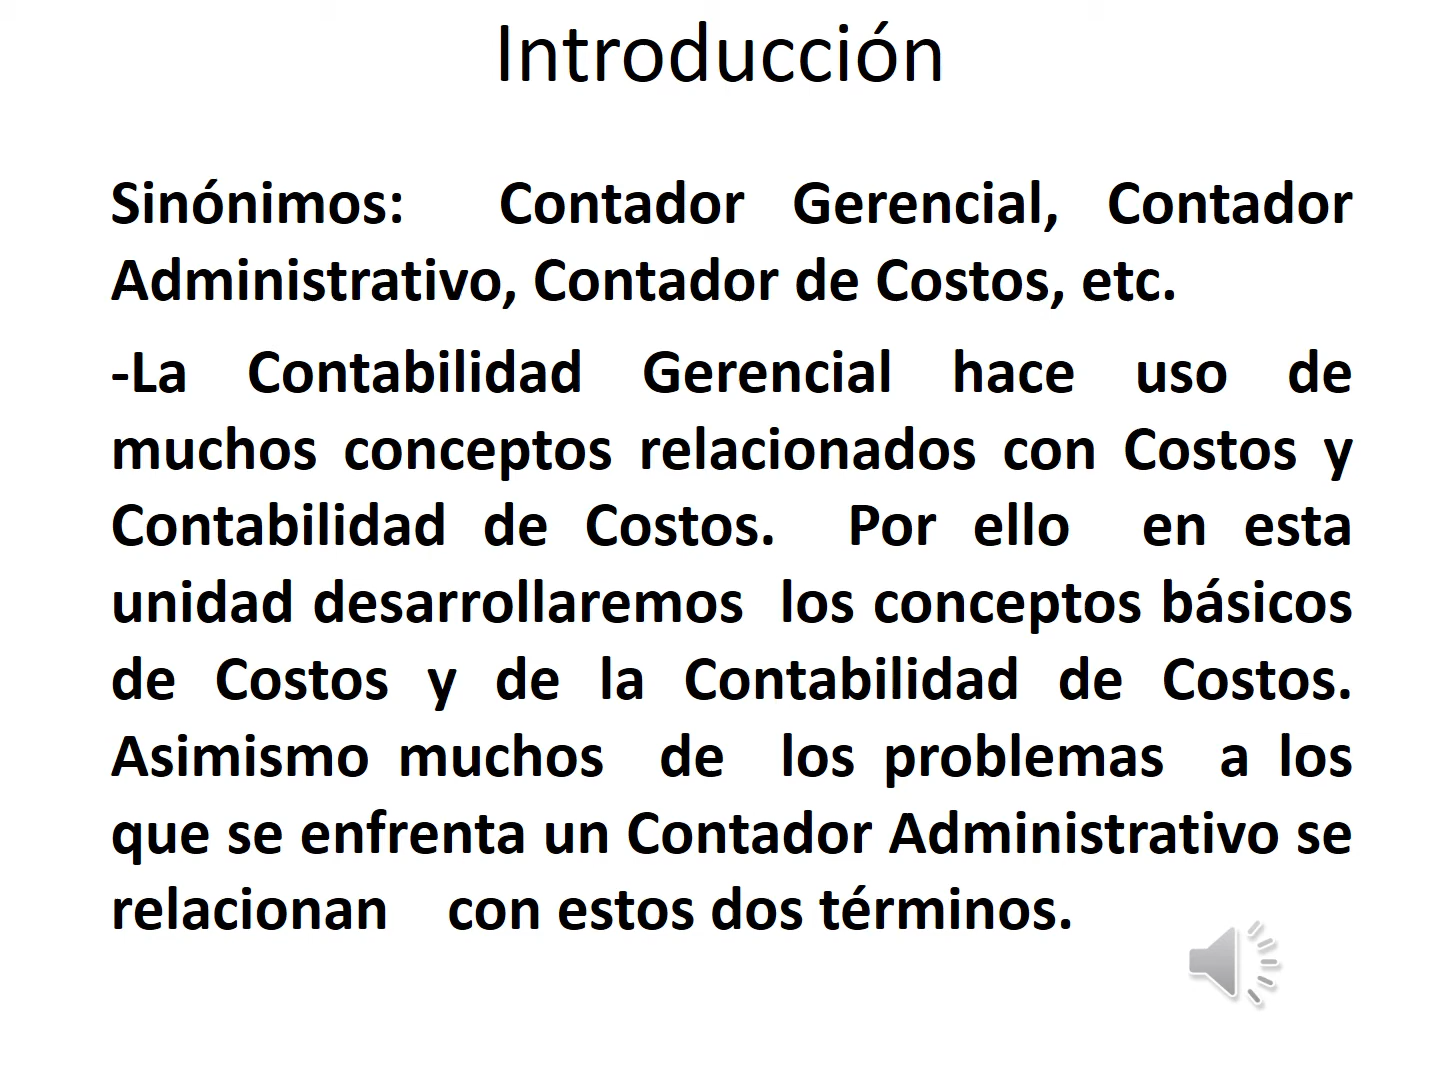 Introducción
Sinónimos: Contador Gerencial, Contador
Administrativo, Contador de Costos, etc.
-La Contabilidad Gerencial hace uso de
muchos conceptos relacionados con Costos y
Contabilidad de Costos. Por ello en esta
unidad desarrollaremos los conceptos básicos
de Costos y de la Contabilidad de Costos.
Asimismo muchos de los problemas a los
que se enfrenta un Contador Administrativo se
relacionan con estos dos términos.